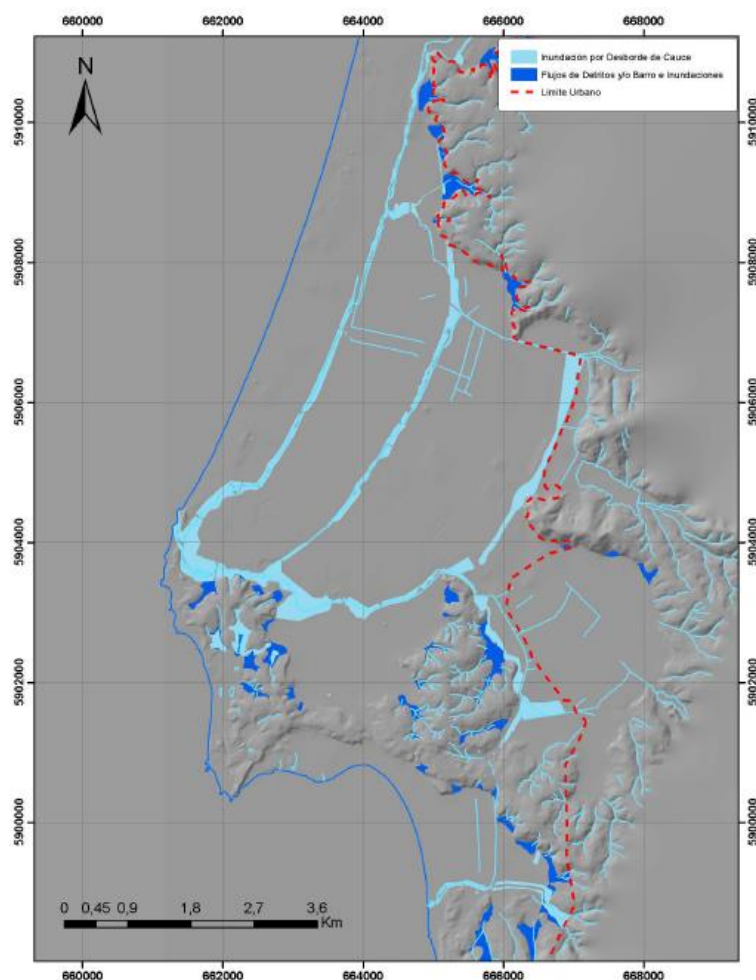 660000 662000 664000 666000 668000
Inundación por Desborde de Cauce
Flujos de Detritos y/o Barro e Inundaciones
Límite Urbano
N
5910000 5910000
5908000 5908000
5906000 5906000
5904000 5904000
5902000 5902000
5900000 5900000
0 0,45 0,9 1,8 2,7 3,6
Km
660000 662000 664000 666000 668000